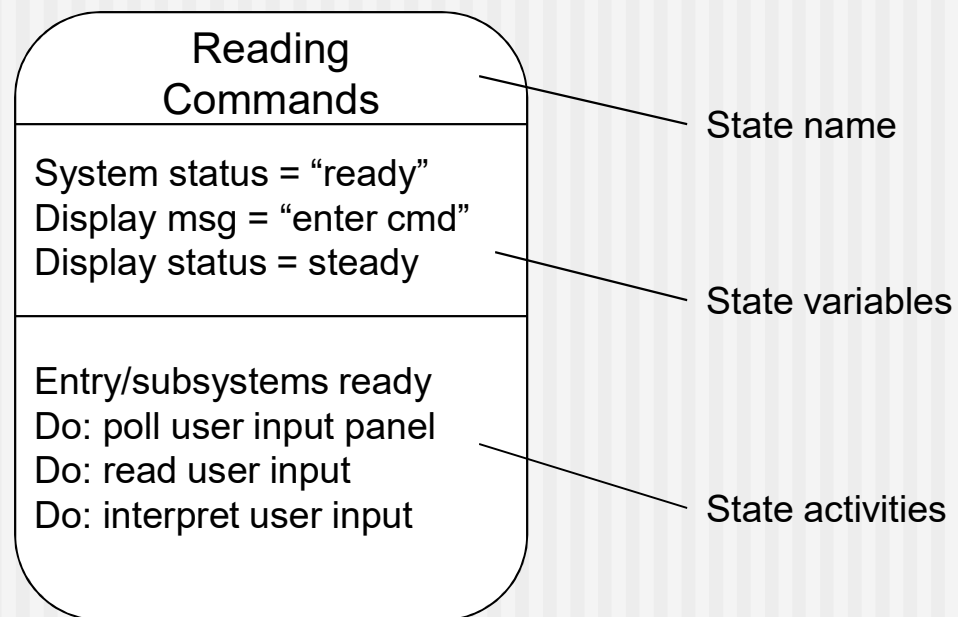 Reading
Commands
State name
System status = “ready”
Display msg = “enter cmd”
Display status = steady
State variables
Entry/subsystems ready
Do: poll user input panel
Do: read user input
Do: interpret user input
State activities